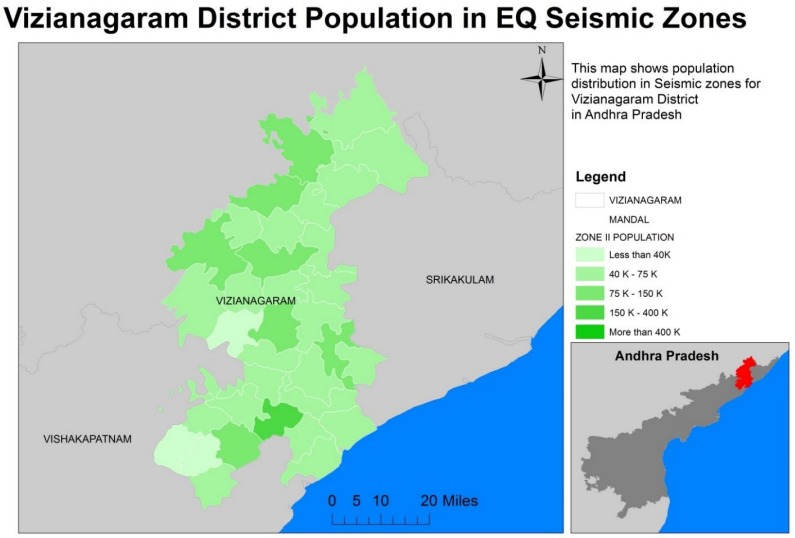 Vizianagaram District Population in EQ Seismic Zones
N
This map shows population
distribution in Seismic zones for
Vizianagaram District
in Andhra Pradesh
Legend
VIZIANAGARAM
MANDAL
ZONE II POPULATION
Less than 40K
40 K - 75 K
75 K - 150 K
150 K - 400 K
More than 400 K
SRIKAKULAM
VIZIANAGARAM
VISHAKAPATNAM
0 5 10 20 Miles
Andhra Pradesh